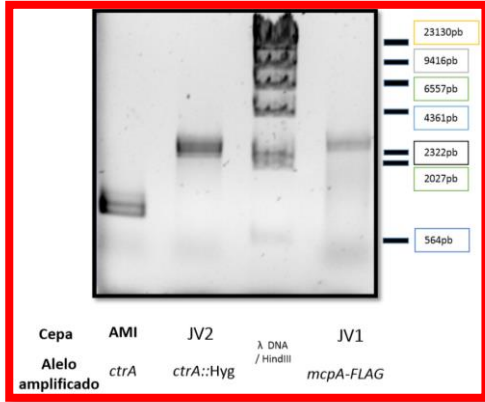 23130pb
9416pb
6557pb
4361pb
2322pb
2027pb
564pb
Cepa AMI JV2 λ DNA / HindIII JV1
Alelo amplificado ctrA ctrA::Hyg mcpA-FLAG